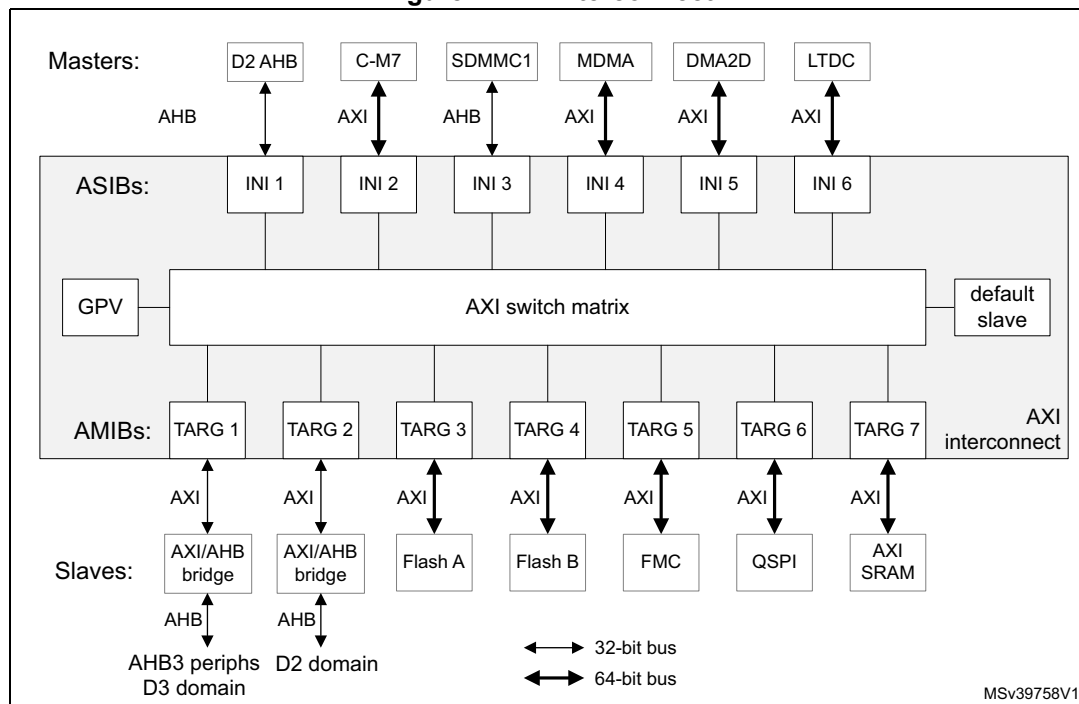 Masters:
D2 AHB
C-M7
SDMMC1
MDMA
DMA2D
LTDC
AHB
AXI
AHB
AXI
AXI
AXI
ASIBs:
INI 1
INI 2
INI 3
INI 4
INI 5
INI 6
GPV
AXI switch matrix
default
slave
AMIBs:
TARG 1
TARG 2
TARG 3
TARG 4
TARG 5
TARG 6
TARG 7
AXI
interconnect
AXI
AXI
AXI
AXI
AXI
AXI
AXI
Slaves:
AXI/AHB
bridge
AXI/AHB
bridge
Flash A
Flash B
FMC
QSPI
AXI
SRAM
AHB
AHB
AHB3 periphs
D3 domain
D2 domain
32-bit bus
64-bit bus
MSv39758V1